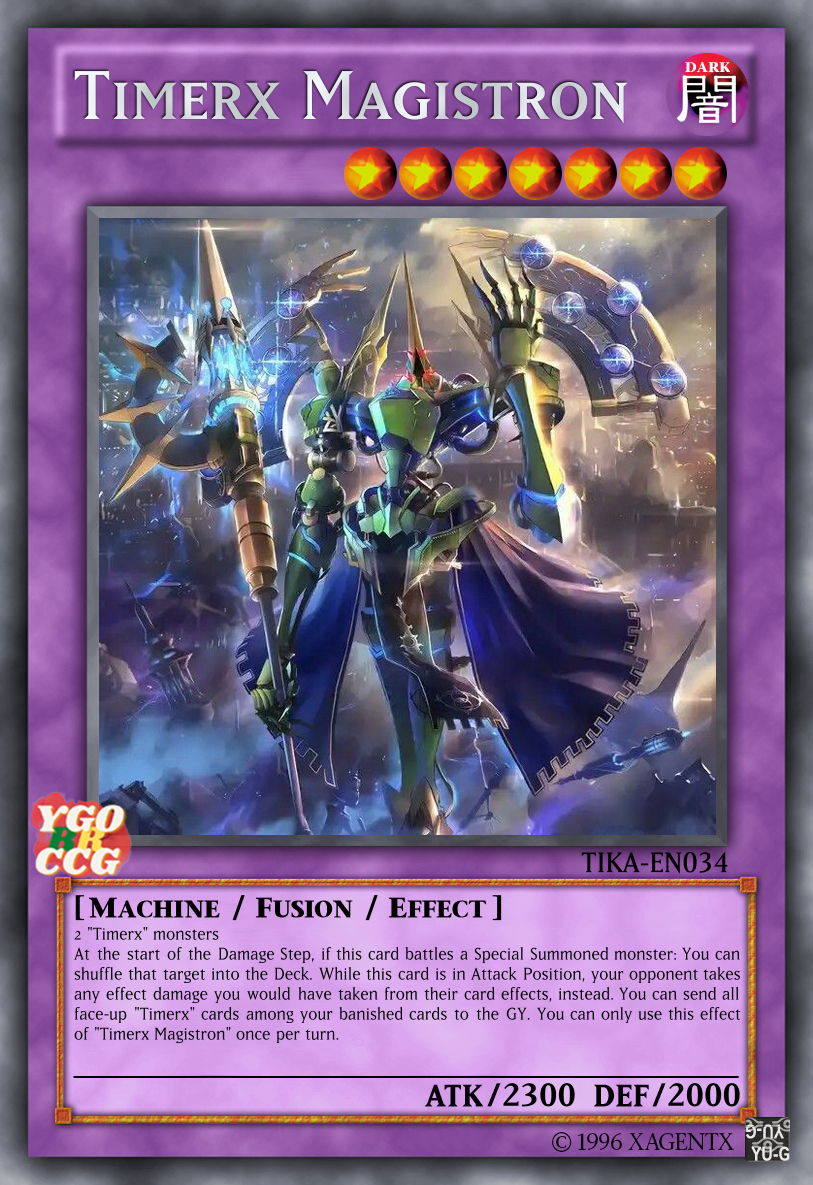 Timerx Magistron
DARK
闇
YGO
RR
CCG
TIKA-EN034
[ Machine / Fusion / Effect ]
2 "Timerx" monsters
At the start of the Damage Step, if this card battles a Special Summoned monster: You can
shuffle that target into the Deck. While this card is in Attack Position, your opponent takes
any effect damage you would have taken from their card effects, instead. You can send all
face-up "Timerx" cards among your banished cards to the GY. You can only use this effect
of "Timerx Magistron" once per turn.
ATK/2300 DEF/2000
© 1996 XAGENTX
YU-G
YU-G